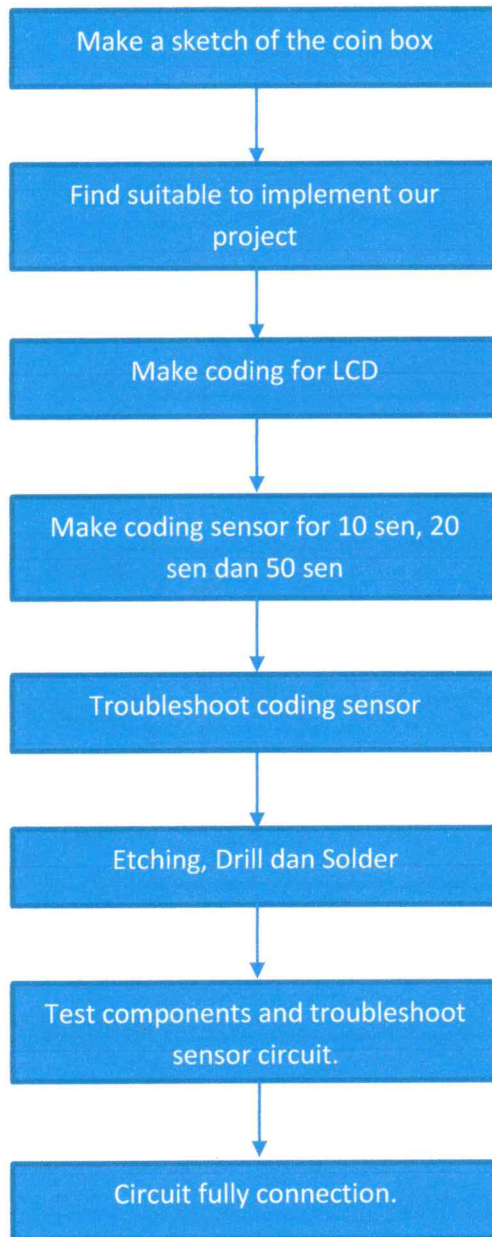 Make a sketch of the coin box
Find suitable to implement our
project
Make coding for LCD
Make coding sensor for 10 sen, 20
sen dan 50 sen
Troubleshoot coding sensor
Etching, Drill dan Solder
Test components and troubleshoot
sensor circuit.
Circuit fully connection.